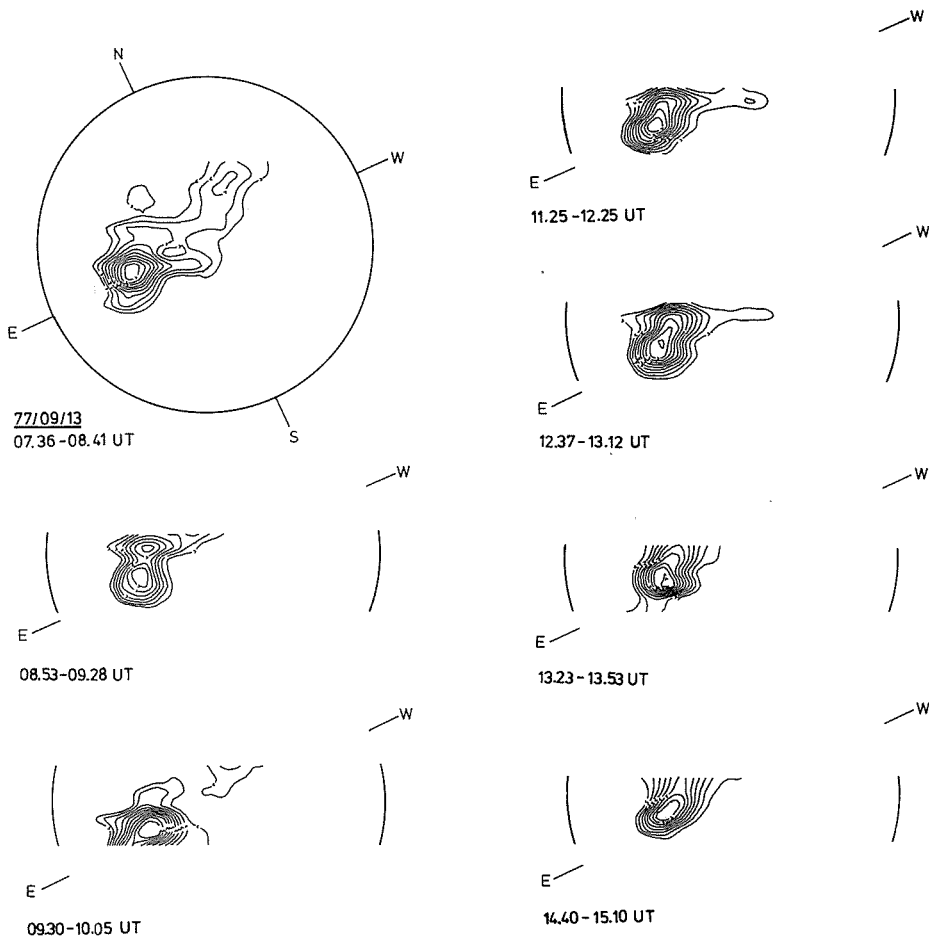 N
W
E
S
77/09/13
07.36-08.41 UT
W
E
08.53-09.28 UT
W
E
09.30-10.05 UT
W
E
11.25-12.25 UT
W
E
12.37-13.12 UT
W
E
13.23-13.53 UT
W
E
14.40-15.10 UT